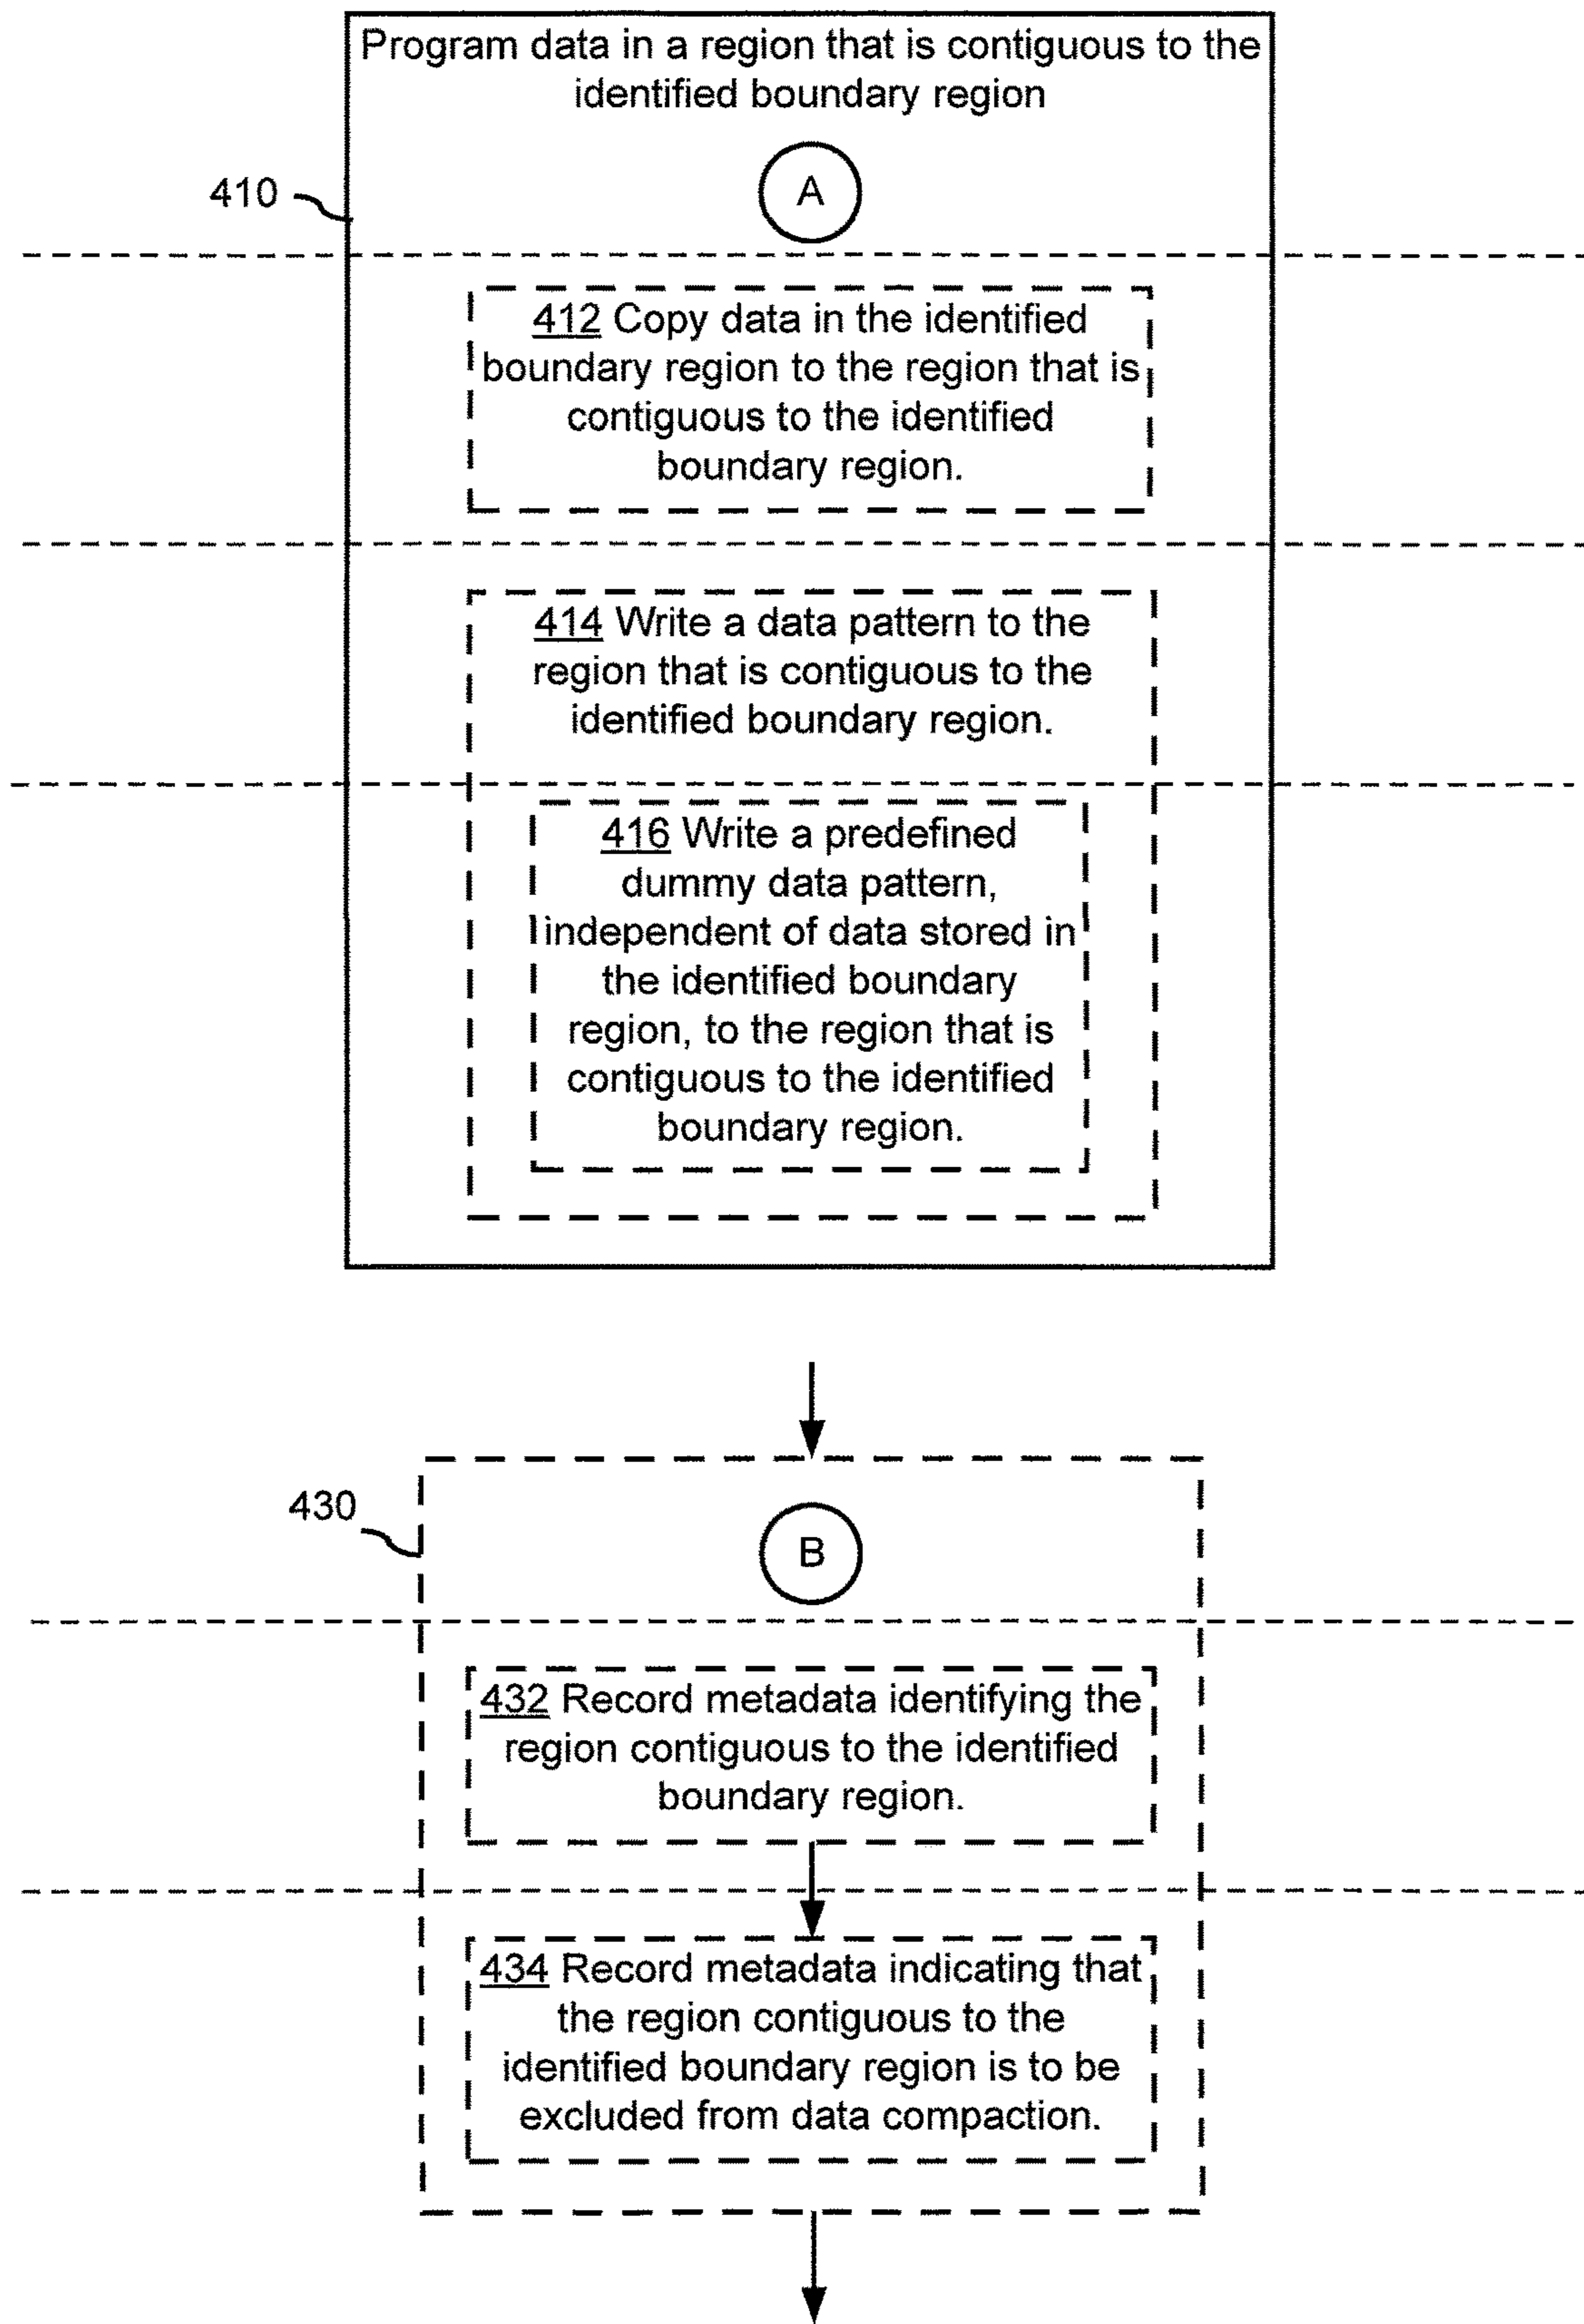 Program data in a region that is contiguous to the
identified boundary region
A
410
412 Copy data in the identified
boundary region to the region that is
contiguous to the identified
boundary region.
414 Write a data pattern to the
region that is contiguous to the
identified boundary region.
416 Write a predefined
dummy data pattern,
independent of data stored in
the identified boundary
region, to the region that is
contiguous to the identified
boundary region.
430
B
432 Record metadata identifying the
region contiguous to the identified
boundary region.
434 Record metadata indicating that
the region contiguous to the
identified boundary region is to be
excluded from data compaction.